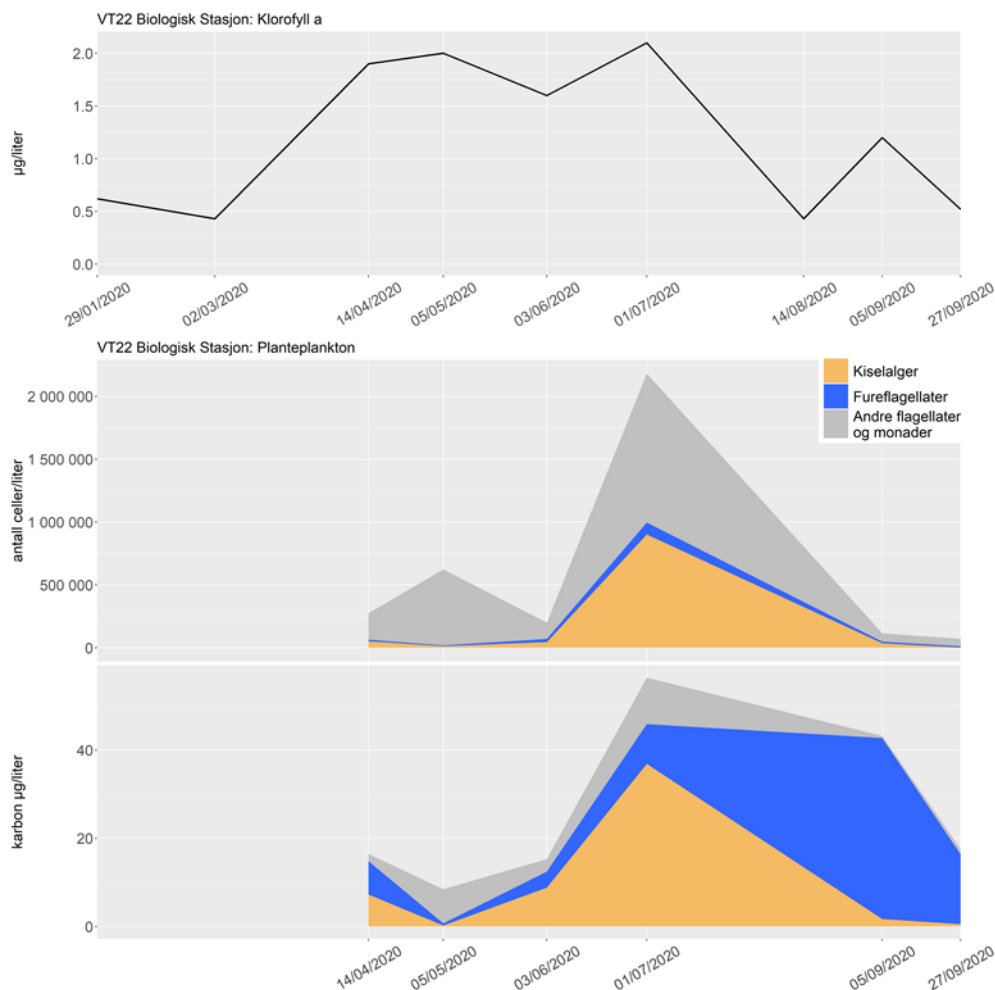 VT22 Biologisk Stasjon: Klorofyll a
µg/liter
2.0
1.5
1.0
0.5
0.0
29/01/2020
02/03/2020
14/04/2020
05/05/2020
03/06/2020
01/07/2020
14/08/2020
05/09/2020
27/09/2020
VT22 Biologisk Stasjon: Planteplankton
Kiselalger
Fureflagellater
Andre flagellater
og monader
antall celler/liter
2 000 000
1 500 000
1 000 000
500 000
0
karbon µg/liter
40
20
0
14/04/2020
05/05/2020
03/06/2020
01/07/2020
05/09/2020
27/09/2020